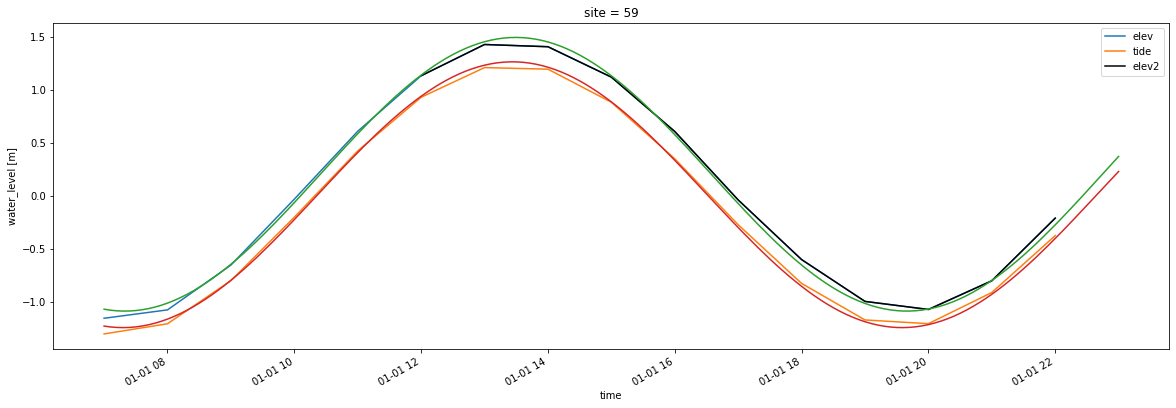 site = 59
elev
tide
elev2
water_level [m]
1.5
1.0
0.5
0.0
−0.5
−1.0
01-01 08
01-01 10
01-01 12
01-01 14
01-01 16
01-01 18
01-01 20
01-01 22
time